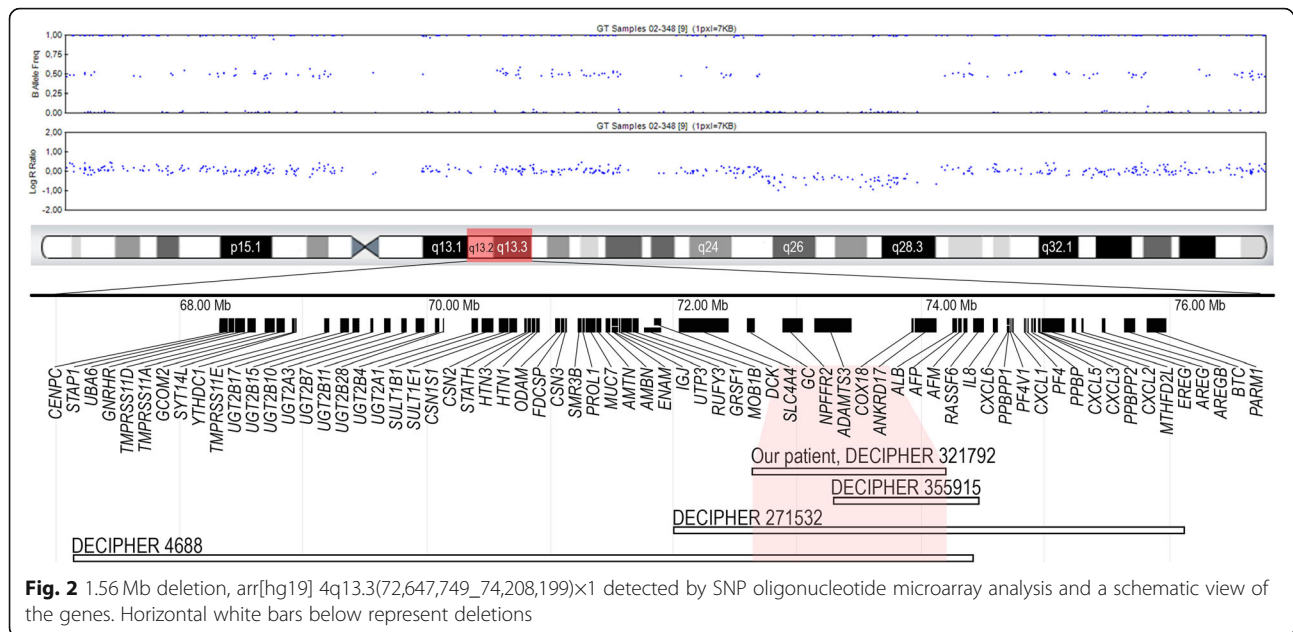 GT Samples 02-348 [9] (1pxl=7KB)
B Allele Freq
1,00
0,75
0,50
0,25
0,00
GT Samples 02-348 [9] (1pxl=7KB)
Log R Ratio
2,00
1,00
0,00
-1,00
-2,00
p15.1 q13.1 q13.2 q13.3 q24 q26 q28.3 q32.1
68.00 Mb 70.00 Mb 72.00 Mb 74.00 Mb 76.00 Mb
CENPC
STAP1
UBA6
GNRHR
TMPRSS11D
TMPRSS11A
GCOM2
SYT14L
YTHDC1
TMPRSS11E
UGT2B17
UGT2B15
UGT2B10
UGT2A3
UGT2B7
UGT2B11
UGT2B28
UGT2B4
UGT2A1
SULT1B1
SULT1E1
CSN1S1
CSN2
STATH
HTN3
HTN1
ODAM
FDCSP
CSN3
SMR3B
PROL1
MUC7
AMTN
AMBN
ENAM
IGJ
UTP3
RUFY3
GRSF1
MOB1B
DCK
SLC4A4
GC
NPFFR2
ADAMTS3
COX18
ANKRD17
ALB
AFP
AFM
RASSF6
IL8
CXCL6
PPBPP1
PF4V1
CXCL1
PF4
PPBP
CXCL5
CXCL3
PPBPP2
CXCL2
MTHFD2L
EREG
AREG
AREGB
BTC
PARM1
Our patient, DECIPHER 321792
DECIPHER 355915
DECIPHER 271532
DECIPHER 4688
Fig. 2 1.56 Mb deletion, arr[hg19] 4q13.3(72,647,749_74,208,199)×1 detected by SNP oligonucleotide microarray analysis and a schematic view of
the genes. Horizontal white bars below represent deletions